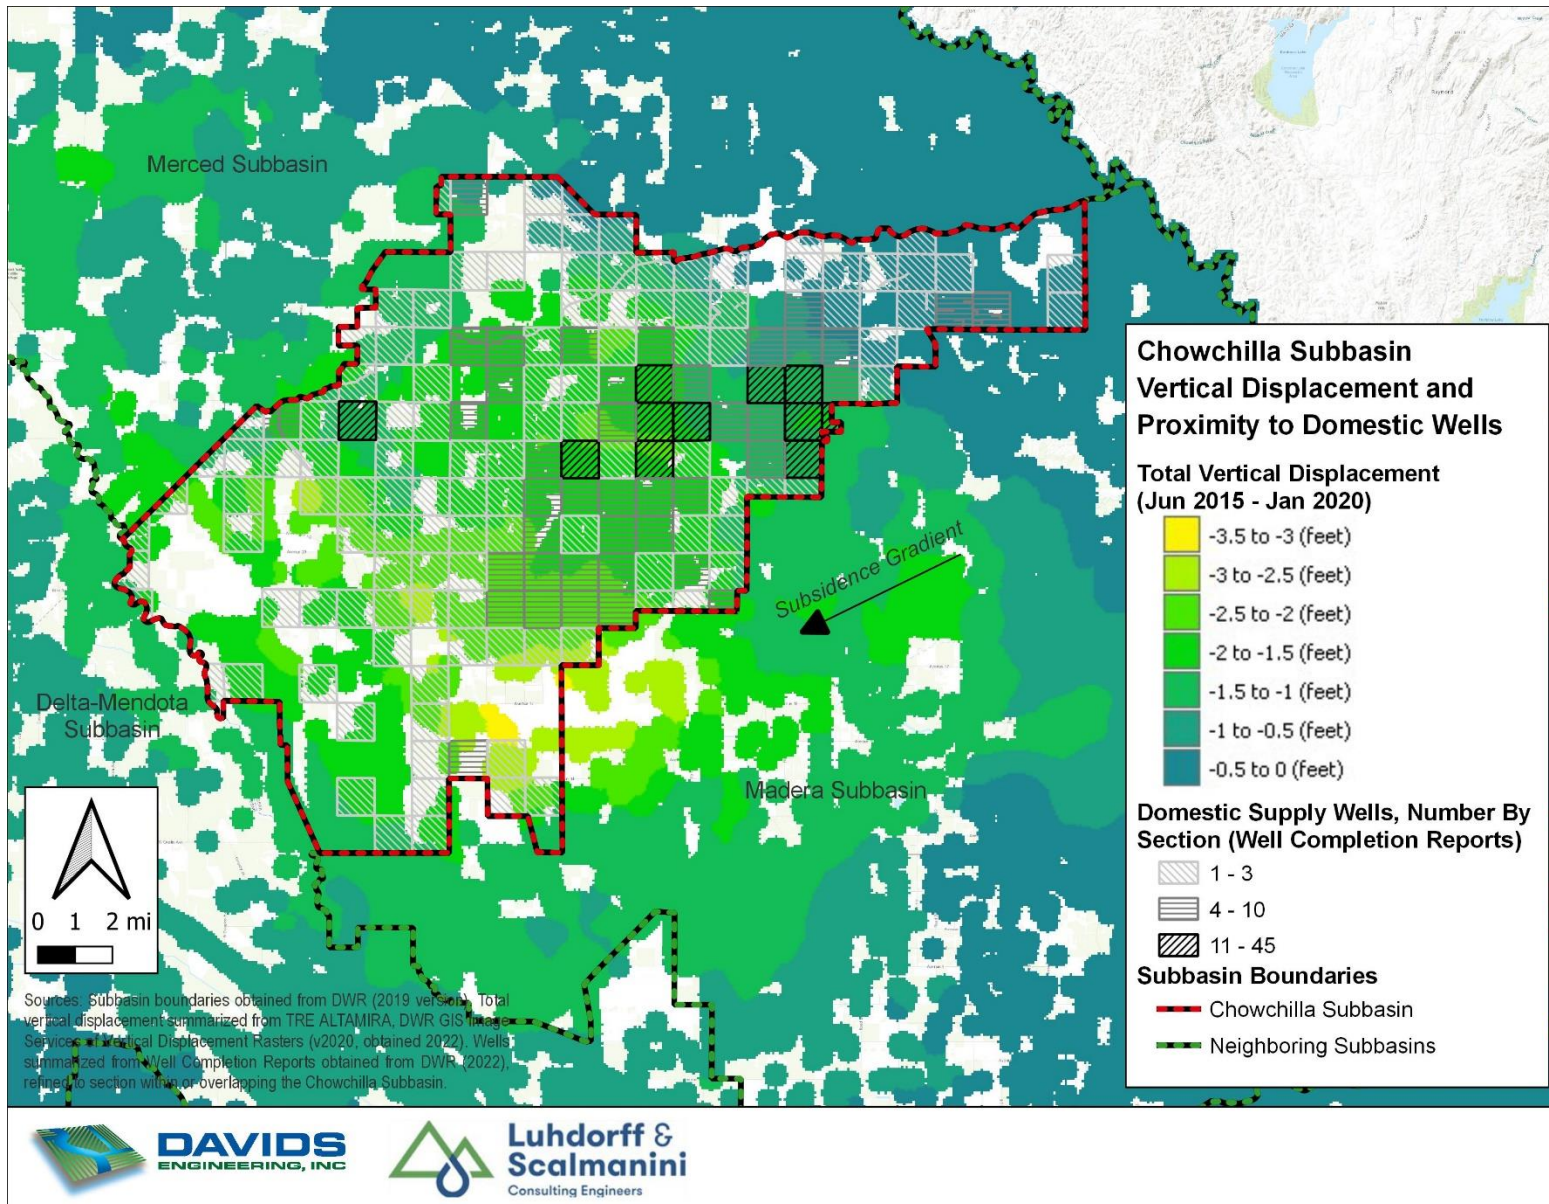 Merced Subbasin
Delta-Mendota
Subbasin
Madera Subbasin
Subsidence Gradient
Chowchilla Subbasin
Vertical Displacement and
Proximity to Domestic Wells
Total Vertical Displacement
(Jun 2015 - Jan 2020)
-3.5 to -3 (feet)
-3 to -2.5 (feet)
-2.5 to -2 (feet)
-2 to -1.5 (feet)
-1.5 to -1 (feet)
-1 to -0.5 (feet)
-0.5 to 0 (feet)
Domestic Supply Wells, Number By
Section (Well Completion Reports)
1 - 3
4 - 10
11 - 45
Subbasin Boundaries
Chowchilla Subbasin
Neighboring Subbasins
0 1 2 mi
Sources: Subbasin boundaries obtained from DWR (2019 version). Total
vertical displacement summarized from TRE ALTAMIRA, DWR GIS Image
Services of Vertical Displacement Rasters (v2020, obtained 2022). Wells
summarized from Well Completion Reports obtained from DWR (2022),
refined to section within or overlapping the Chowchilla Subbasin.
DAVIDS
ENGINEERING, INC
Luhdorff &
Scalmanini
Consulting Engineers